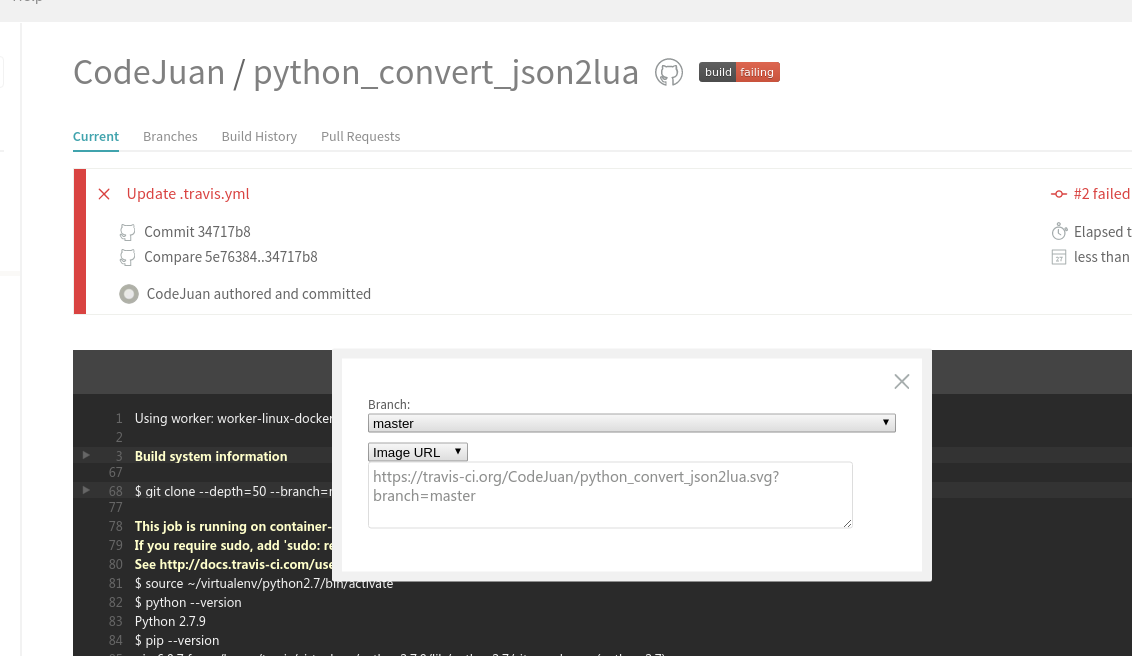 Help
CodeJuan / python_convert_json2lua build failing
Current Branches Build History Pull Requests
Update .travis.yml #2 failed
Commit 34717b8 Elapsed t
Compare 5e76384..34717b8 less than
CodeJuan authored and committed
Branch:
master
Image URL
https://travis-ci.org/CodeJuan/python_convert_json2lua.svg?
branch=master
1 Using worker: worker-linux-docker
2
3 Build system information
67
68 $ git clone --depth=50 --branch=
77
78 This job is running on container-
79 If you require sudo, add 'sudo: re
80 See http://docs.travis-ci.com/use
81 $ source ~/virtualenv/python2.7/bin/activate
82 $ python --version
83 Python 2.7.9
84 $ pip --version